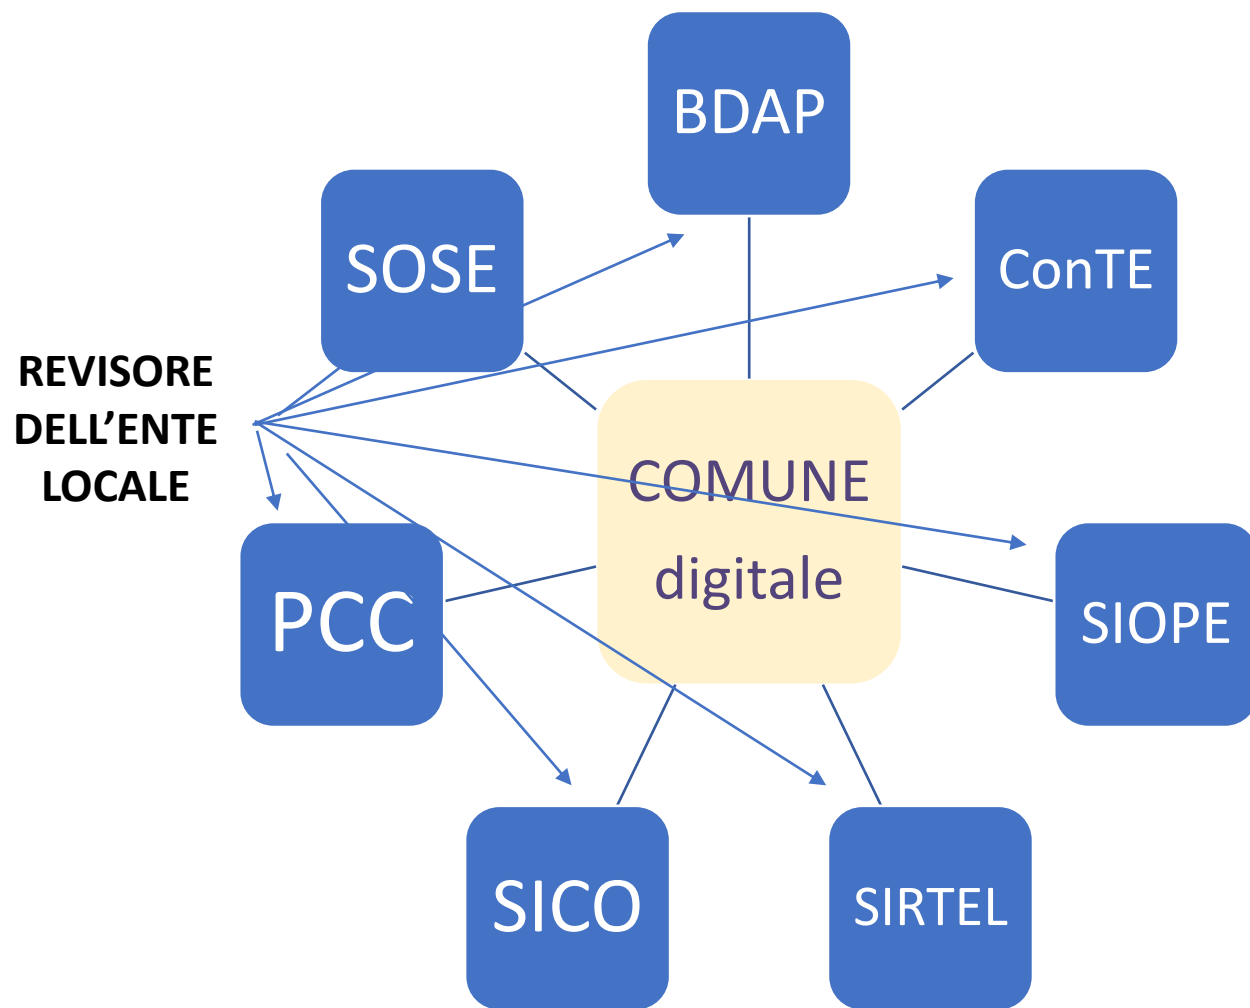 BDAP
SOSE
ConTE
REVISORE
DELL’ENTE
LOCALE
COMUNE
digitale
PCC
SIOPE
SICO
SIRTEL